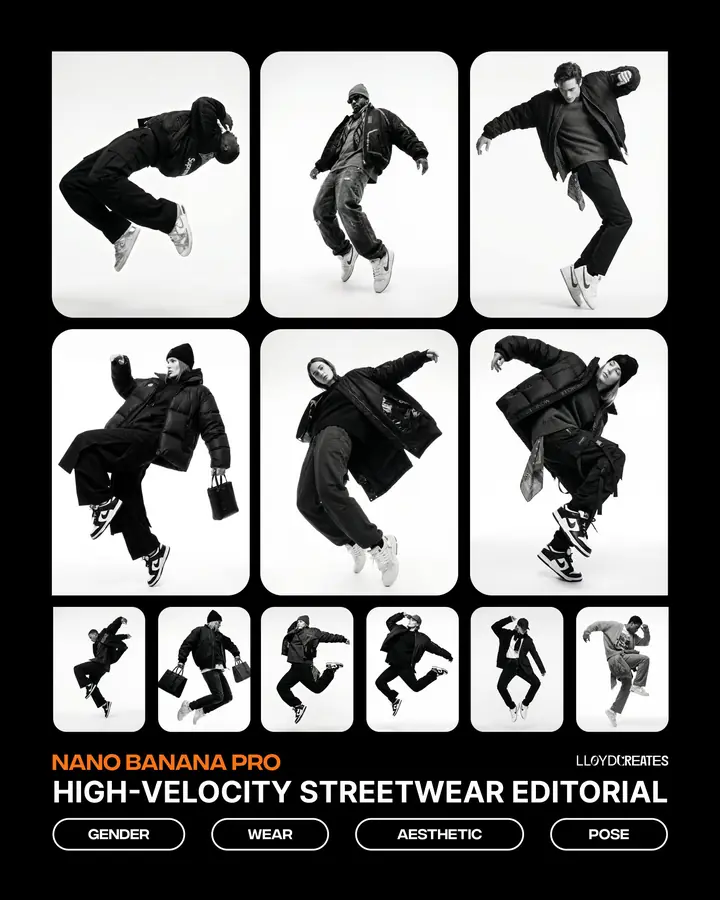 NANO BANANA PRO
LLOYDCREATES
HIGH-VELOCITY STREETWEAR EDITORIAL
GENDER
WEAR
AESTHETIC
POSE